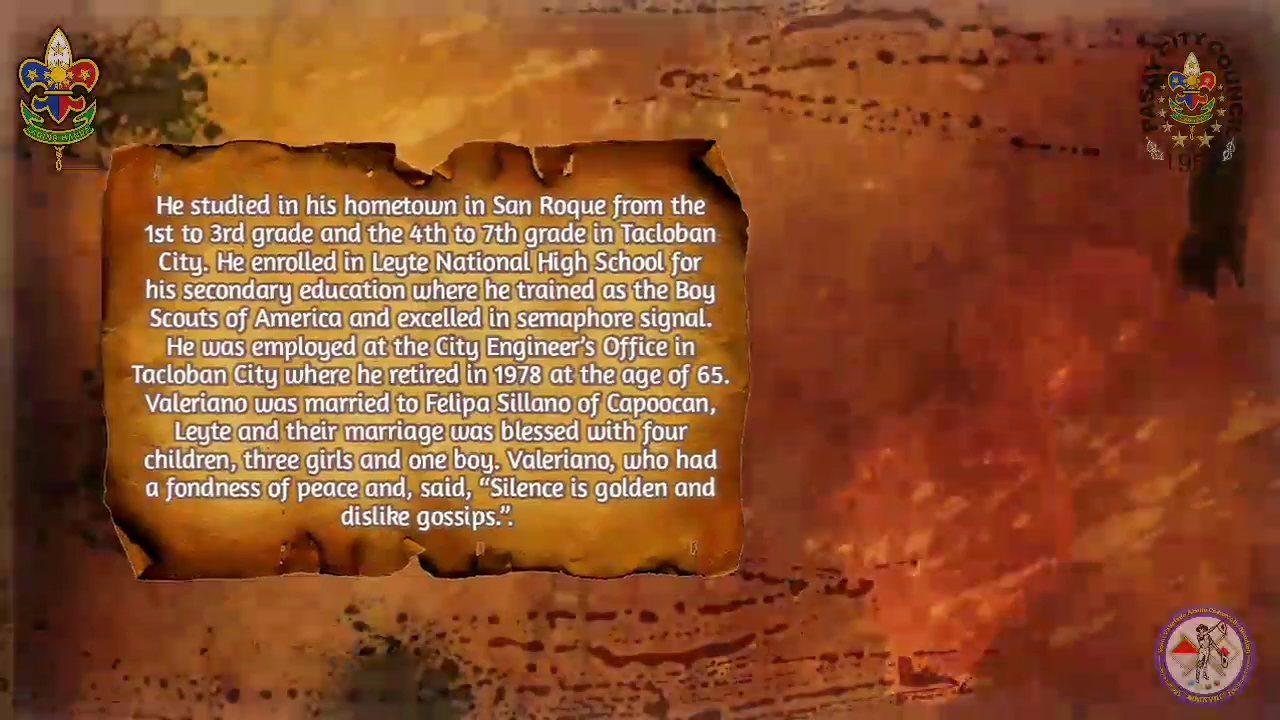 PASAY CITY COUNCIL
LAGING HANDA
He studied in his hometown in San Roque from the
1st to 3rd grade and the 4th to 7th grade in Tacloban
City. He enrolled in Leyte National High School for
his secondary education where he trained as the Boy
Scouts of America and excelled in semaphore signal.
He was employed at the City Engineer’s Office in
Tacloban City where he retired in 1978 at the age of 65.
Valeriano was married to Felipa Sillano of Capoocan,
Leyte and their marriage was blessed with four
children, three girls and one boy. Valeriano, who had
a fondness of peace and, said, “Silence is golden and
dislike gossips.”.